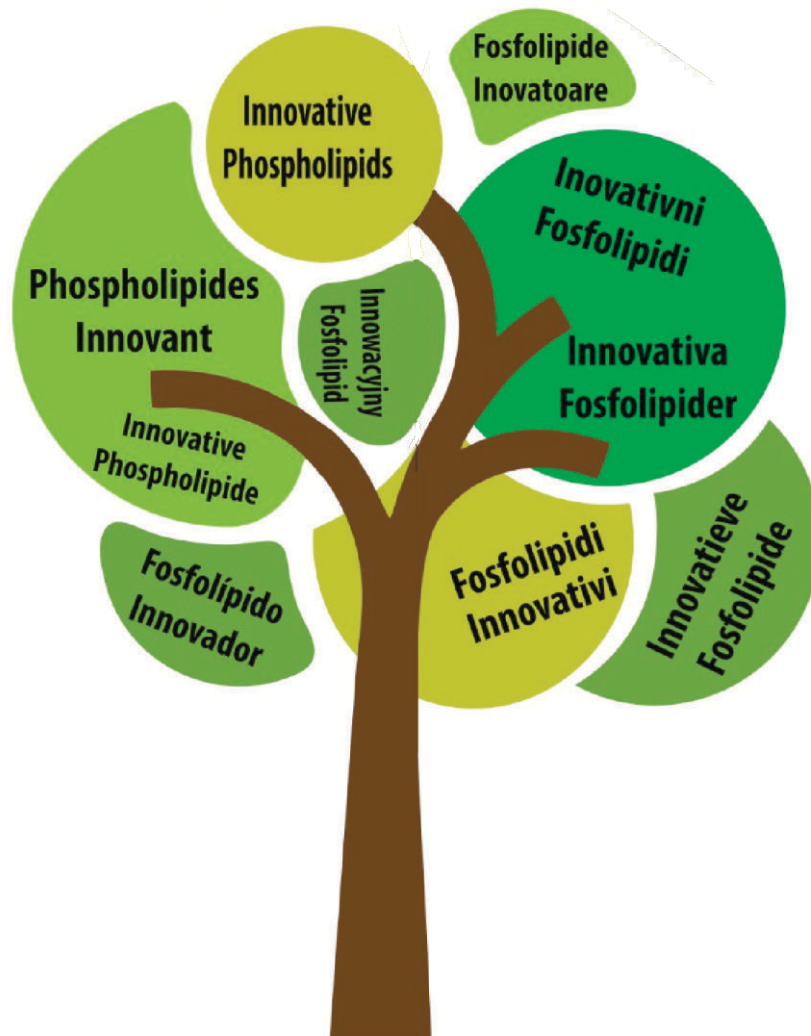 Fosfolipide
Inovatoare
Innovative
Phospholipids
Inovativni
Fosfolipidi
Phospholipides
Innovant
Innowacyjny
Fosfolipid
Innovativa
Fosfolipider
Innovative
Phospholipide
Fosfolípido
Innovador
Fosfolipidi
Innovativi
Innovatieve
Fosfolipide